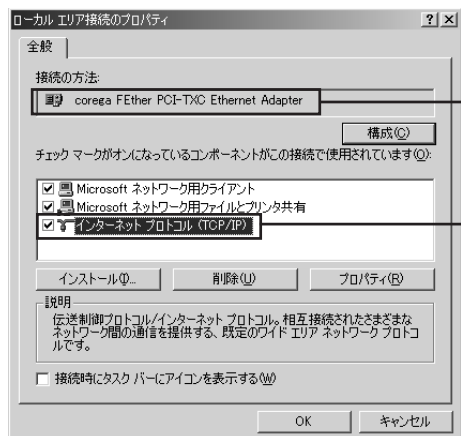 ローカル エリア接続のプロパティ
全般
接続の方法:
corega FEther PCI-TXC Ethernet Adapter
構成(C)
チェック マークがオンになっているコンポーネントがこの接続で使用されています(O):
Microsoft ネットワーク用クライアント
Microsoft ネットワーク用ファイルとプリンタ共有
インターネット プロトコル (TCP/IP)
インストール(I)... 削除(U) プロパティ(R)
説明
伝送制御プロトコル/インターネット プロトコル。相互接続されたさまざまな
ネットワーク間の通信を提供する、既定のワイド エリア ネットワーク プロトコ
ルです。
接続時にタスク バーにアイコンを表示する(W)
OK キャンセル